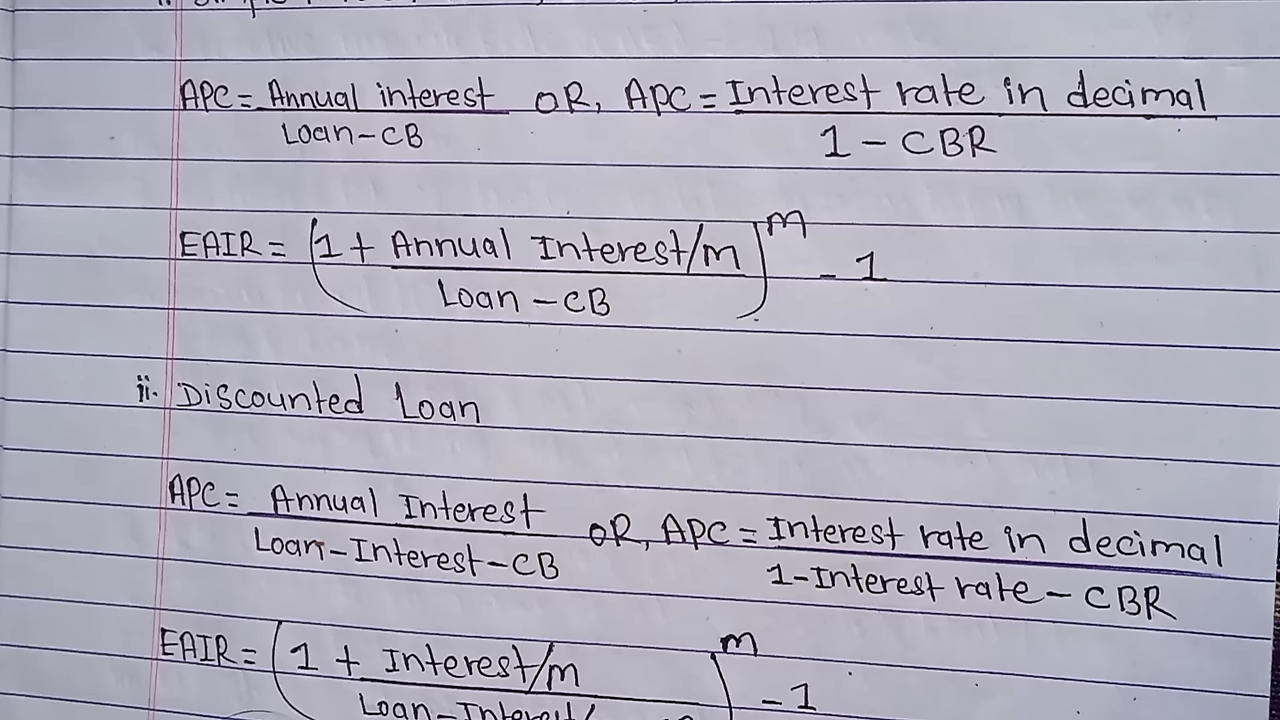 APC = Annual interest OR, APC = Interest rate in decimal
Loan-CB 1 - CBR
EAIR = (1 + Annual Interest/m)^m - 1
Loan - CB
ii. Discounted Loan
APC = Annual Interest OR, APC = Interest rate in decimal
Loan-Interest-CB 1-Interest rate - CBR
EAIR = (1 + Interest/m)^m - 1
Loan-Interest/